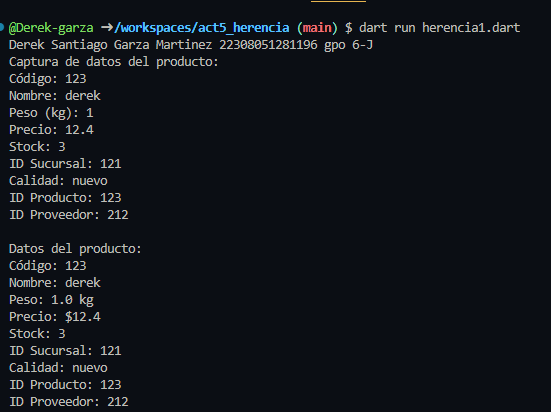 @Derek-garza ➜/workspaces/act5_herencia (main) $ dart run herencia1.dart
Derek Santiago Garza Martinez 22308051281196 gpo 6-J
Captura de datos del producto:
Código: 123
Nombre: derek
Peso (kg): 1
Precio: 12.4
Stock: 3
ID Sucursal: 121
Calidad: nuevo
ID Producto: 123
ID Proveedor: 212

Datos del producto:
Código: 123
Nombre: derek
Peso: 1.0 kg
Precio: $12.4
Stock: 3
ID Sucursal: 121
Calidad: nuevo
ID Producto: 123
ID Proveedor: 212